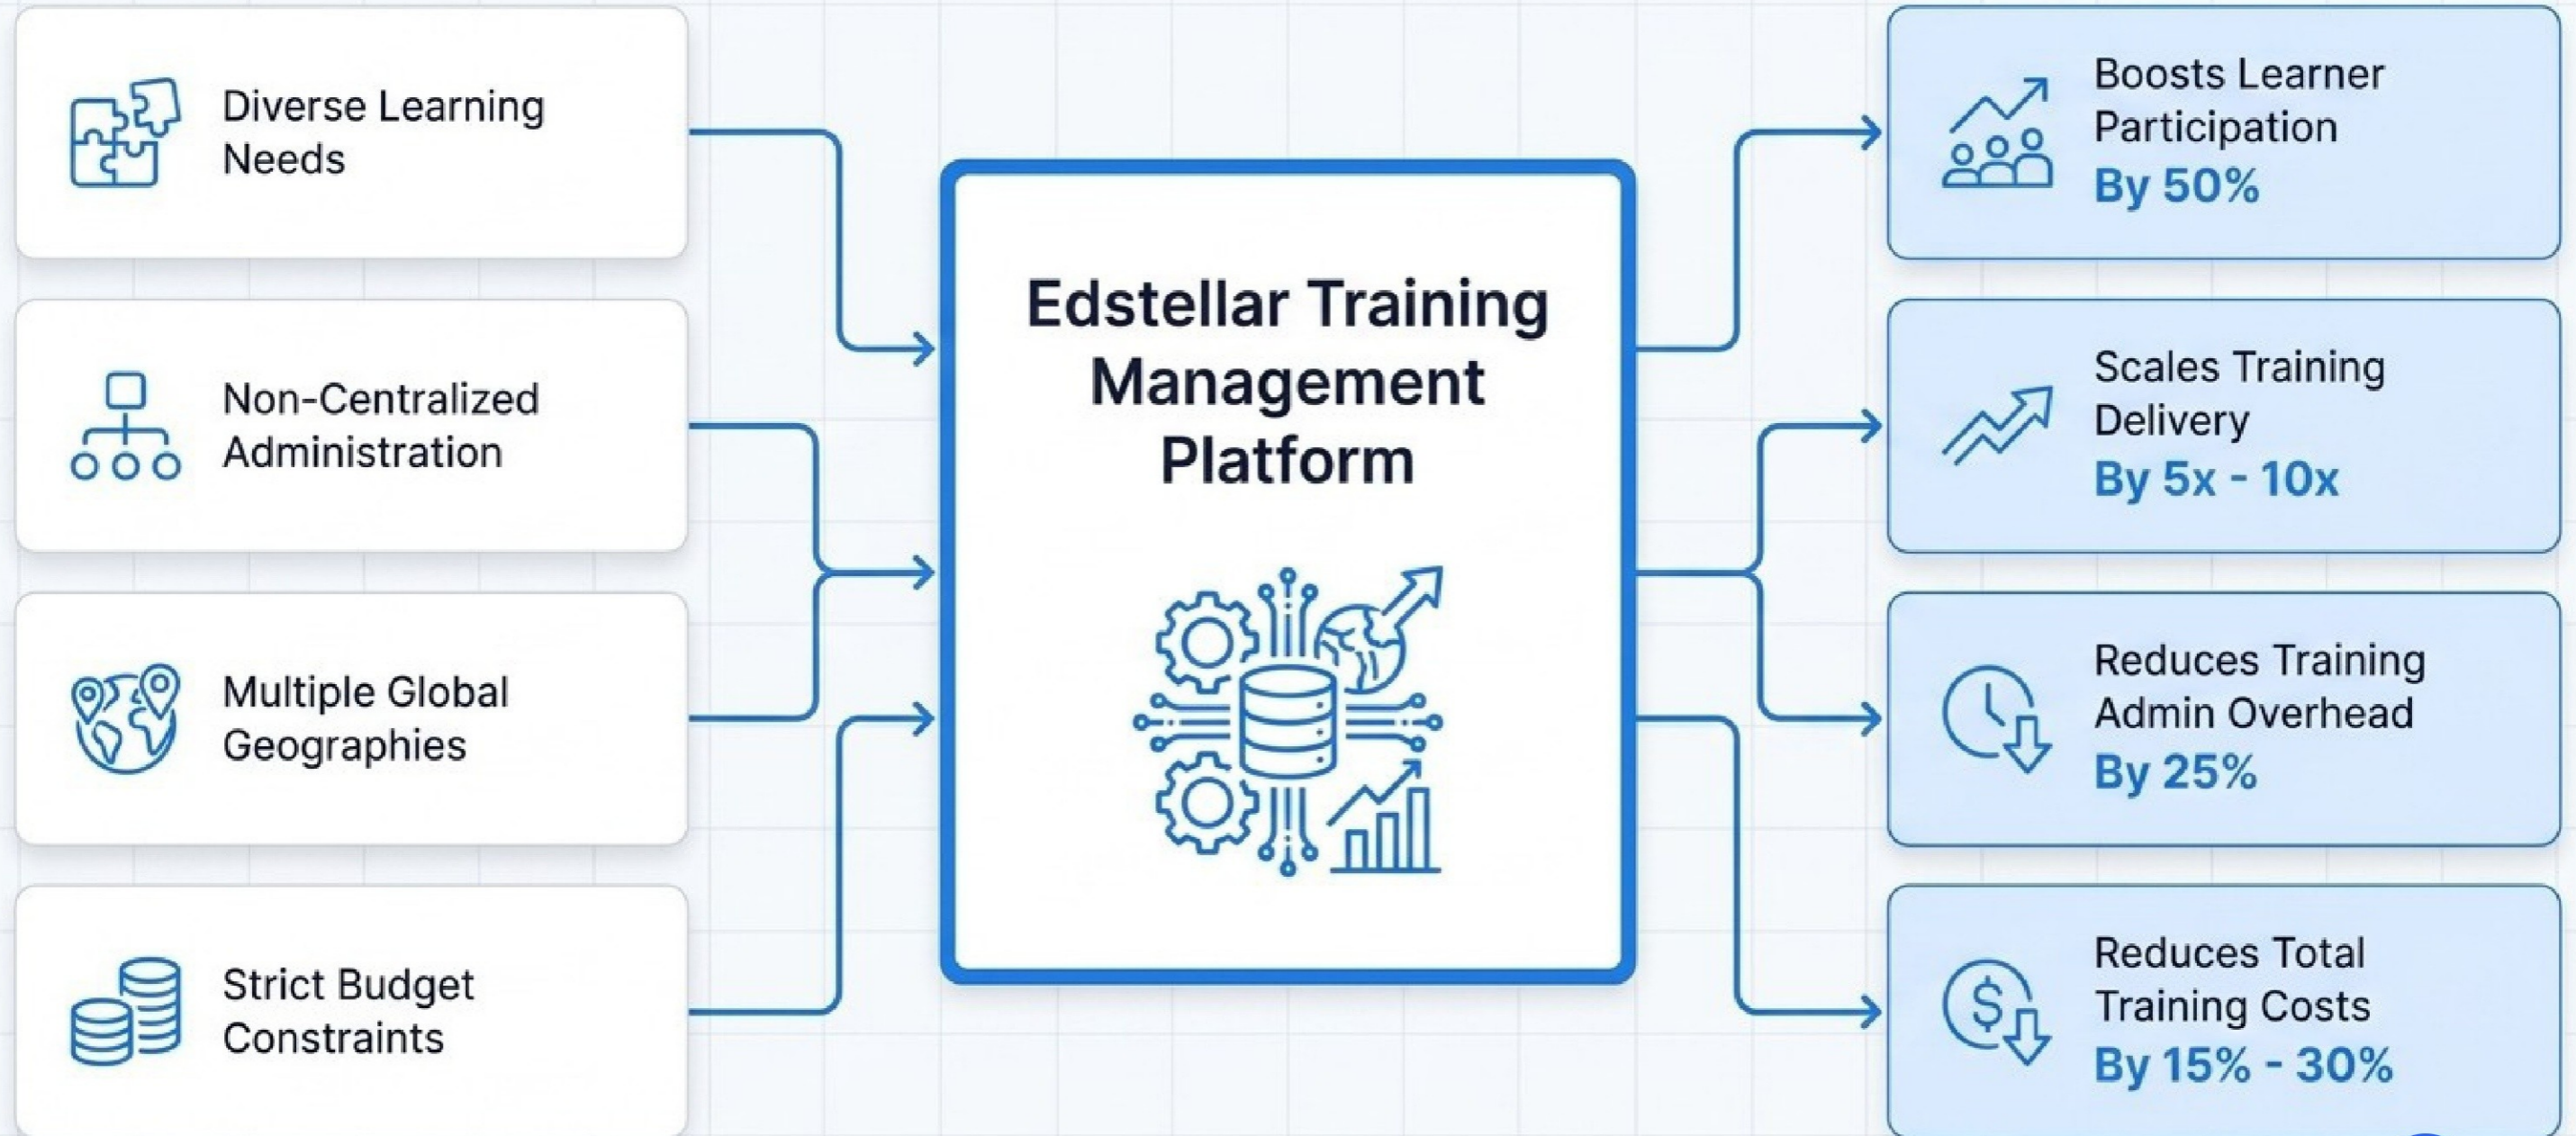 Diverse Learning
Needs
Non-Centralized
Administration
Multiple Global
Geographies
Strict Budget
Constraints
Edstellar Training
Management
Platform
Boosts Learner
Participation
By 50%
Scales Training
Delivery
By 5x - 10x
Reduces Training
Admin Overhead
By 25%
Reduces Total
Training Costs
By 15% - 30%